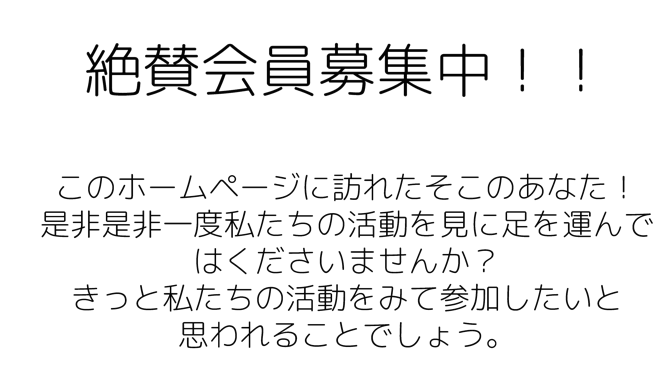 絶賛会員募集中！！
このホームページに訪れたそこのあなた！
是非是非一度私たちの活動を見に足を運んで
はくださいませんか？
きっと私たちの活動をみて参加したいと
思われることでしょう。